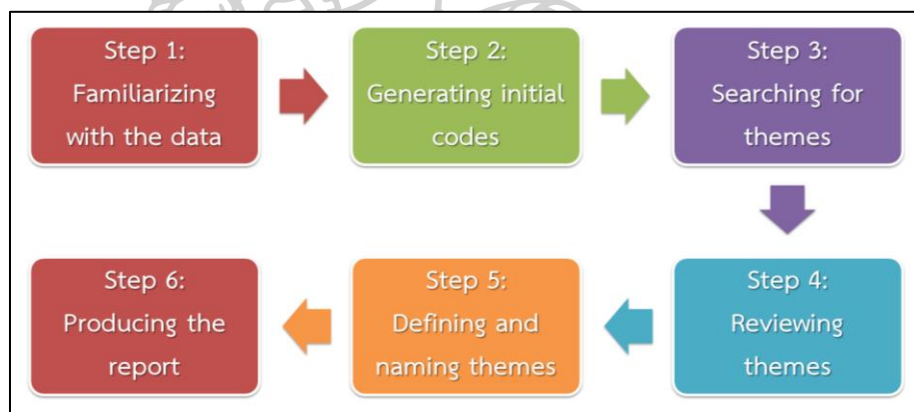 Step 1:
Familiarizing
with the data
Step 2:
Generating initial
codes
Step 3:
Searching for
themes
Step 4:
Reviewing
themes
Step 5:
Defining and
naming themes
Step 6:
Producing the
report